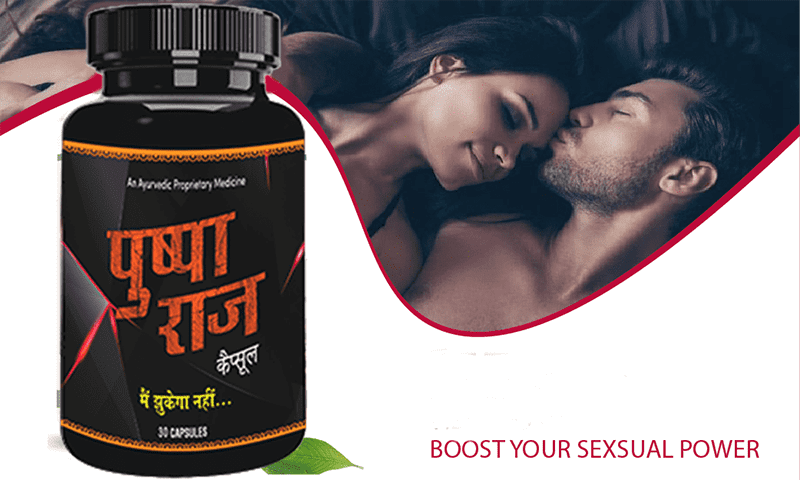 An Ayurvedic Proprietary Medicine
पुष्पा
राज
कैप्सूल
मैं झुकेगा नहीं...
30 CAPSULES
BOOST YOUR SEXSUAL POWER